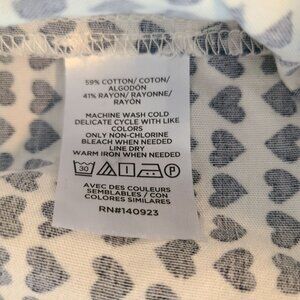 59% COTTON/ COTON/
ALGODÓN
41% RAYON/ RAYONNE/
RAYÓN
MACHINE WASH COLD
DELICATE CYCLE WITH LIKE
COLORS
ONLY NON-CHLORINE
BLEACH WHEN NEEDED
LINE DRY
WARM IRON WHEN NEEDED
30 P
AVEC DES COULEURS
SEMBLABLES / CON
COLORES SIMILARES
RN#140923